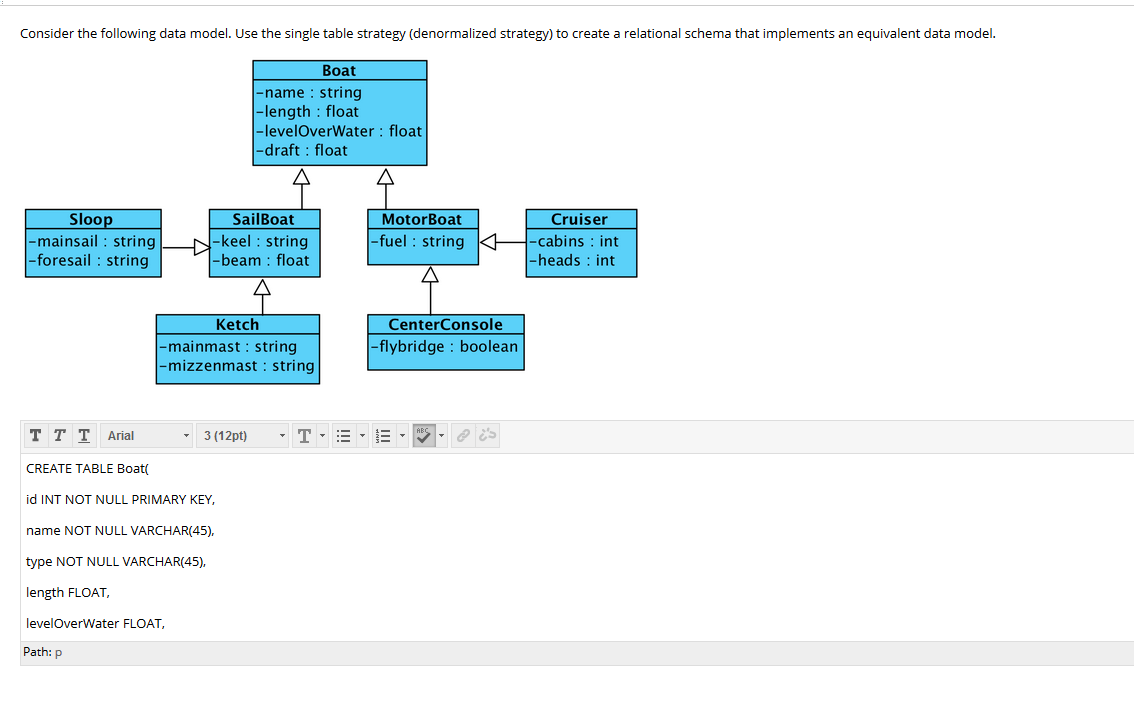 Consider the following data model. Use the single table strategy (denormalized strategy) to create a relational schema that implements an equivalent data model.
Boat
-name : string
-length : float
-levelOverWater : float
-draft : float
Sloop
-mainsail : string
-foresail : string
SailBoat
-keel : string
-beam : float
MotorBoat
-fuel : string
Cruiser
-cabins : int
-heads : int
Ketch
-mainmast : string
-mizzenmast : string
CenterConsole
-flybridge : boolean
T T T Arial 3 (12pt) T ABC
CREATE TABLE Boat(
id INT NOT NULL PRIMARY KEY,
name NOT NULL VARCHAR(45),
type NOT NULL VARCHAR(45),
length FLOAT,
levelOverWater FLOAT,
Path: p